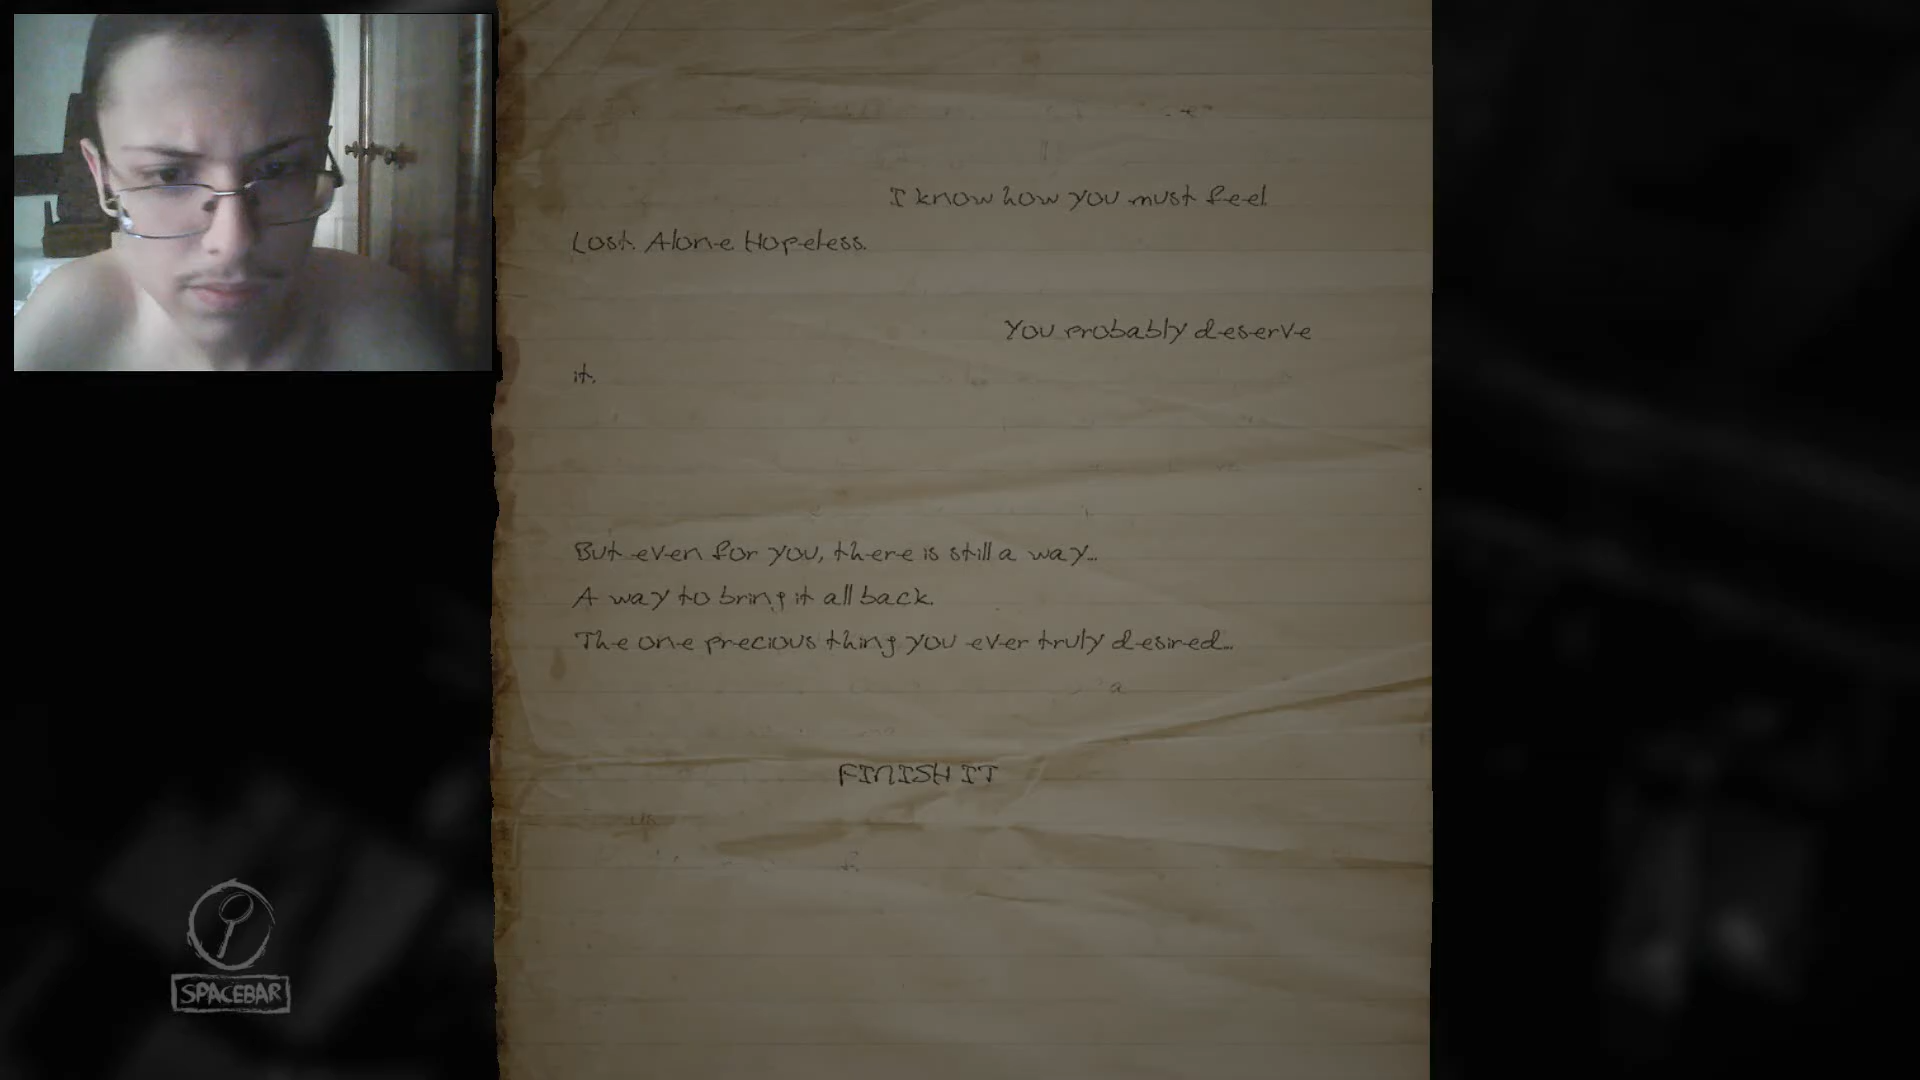 I know how you must feel.
Lost. Alone. Hopeless.
You probably deserve
it.
But even for you, there is still a way...
A way to bring it all back.
The one precious thing you ever truly desired...
FINISH IT
SPACEBAR